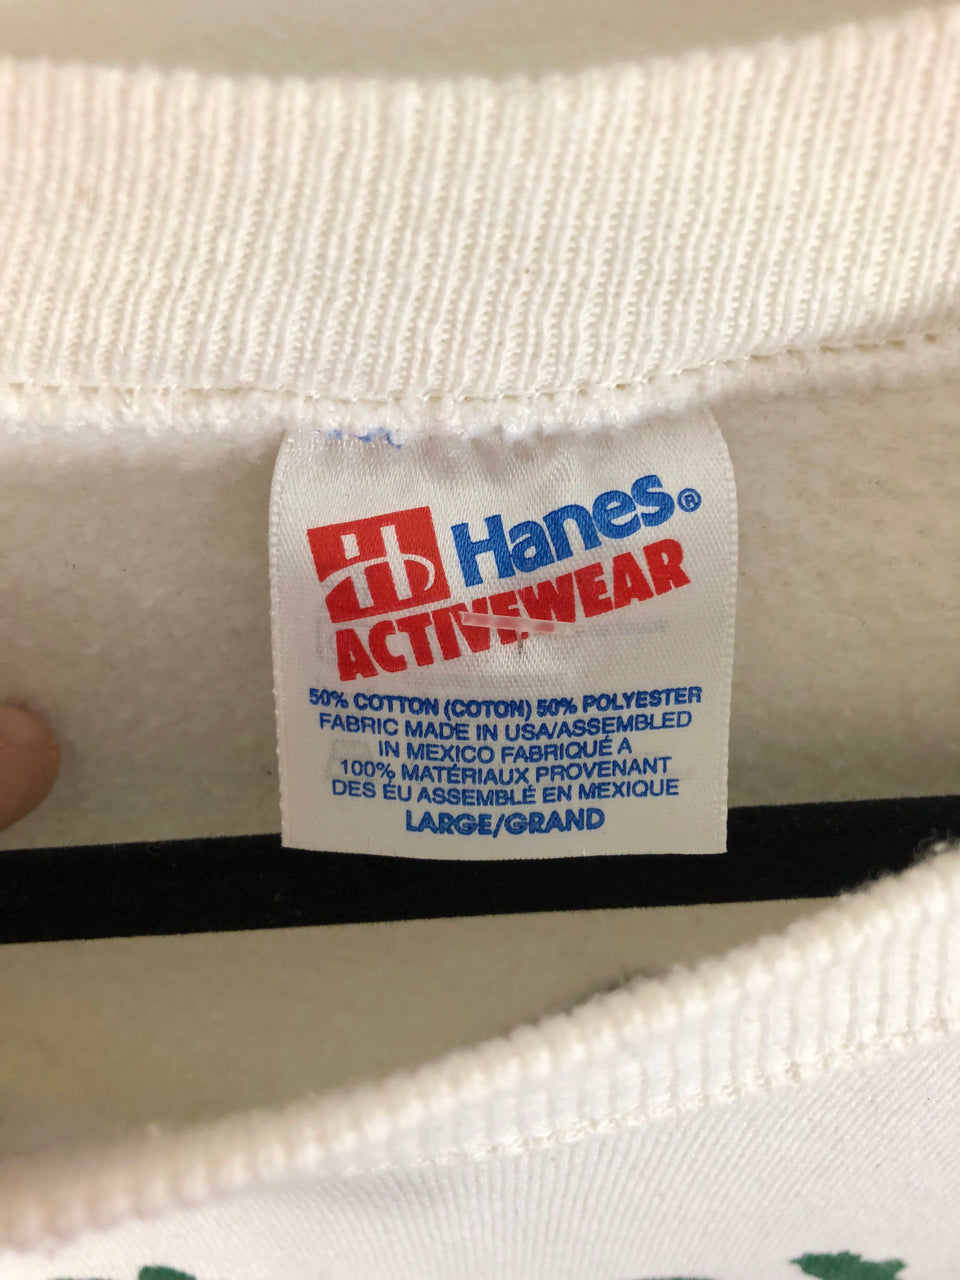 Hanes®
ACTIVEWEAR
50% COTTON (COTON) 50% POLYESTER
FABRIC MADE IN USA/ASSEMBLED
IN MEXICO FABRIQUÉ A
100% MATÉRIAUX PROVENANT
DES ÉU ASSEMBLÉ EN MEXIQUE
LARGE/GRAND